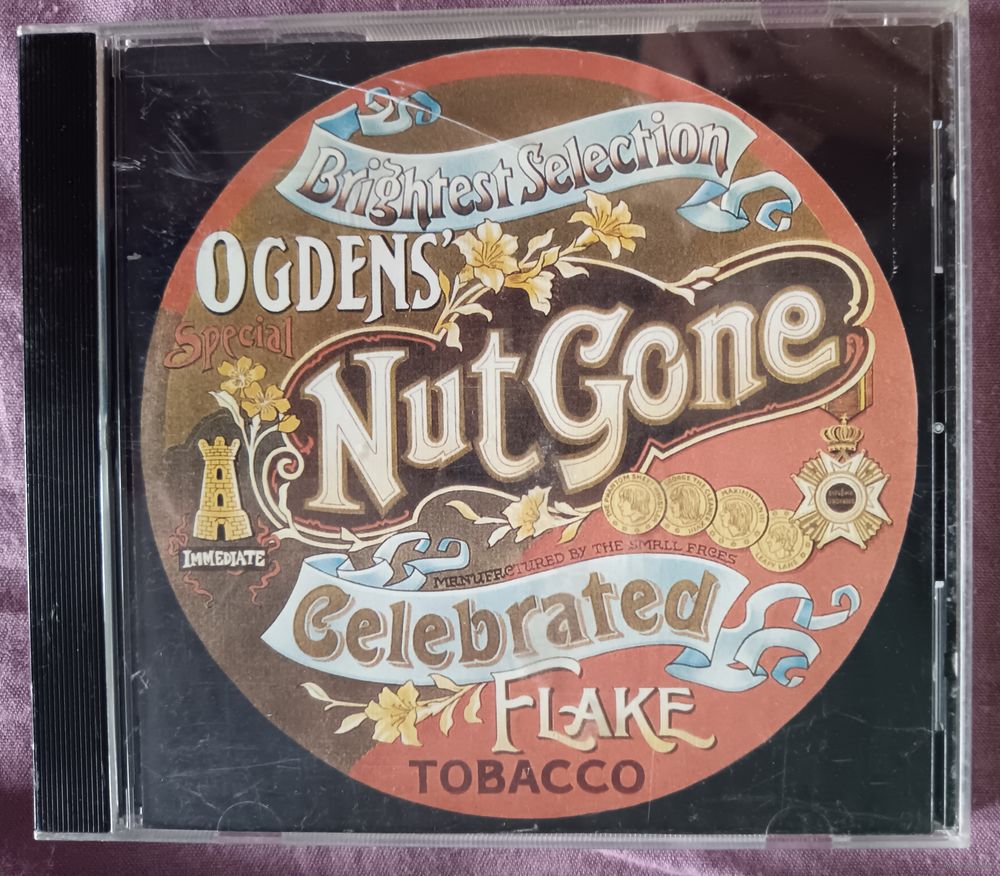 Brightest Selection
OGDENS'
Special
Nut Gone
IMMEDIATE
MANUFACTURED BY THE SMALL FACES
Celebrated
FLAKE
TOBACCO